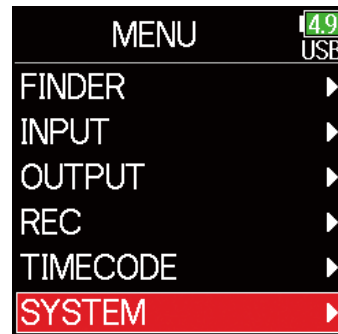 MENU
4.9
USB
FINDER
INPUT
OUTPUT
REC
TIMECODE
SYSTEM